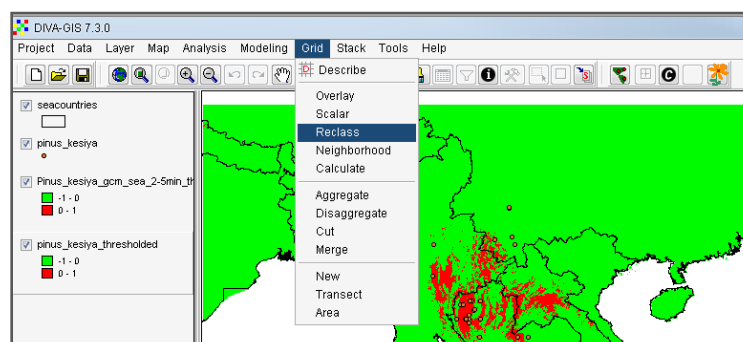 DIVA-GIS 7.3.0
Project Data Layer Map Analysis Modeling Grid Stack Tools Help
Describe
Overlay
Scalar
Reclass
Neighborhood
Calculate
Aggregate
Disaggregate
Cut
Merge
New
Transect
Area
seacountries
pinus_kesiya
Pinus_kesiya_gcm_sea_2-5min_th
-1 - 0
0 - 1
pinus_kesiya_thresholded
-1 - 0
0 - 1